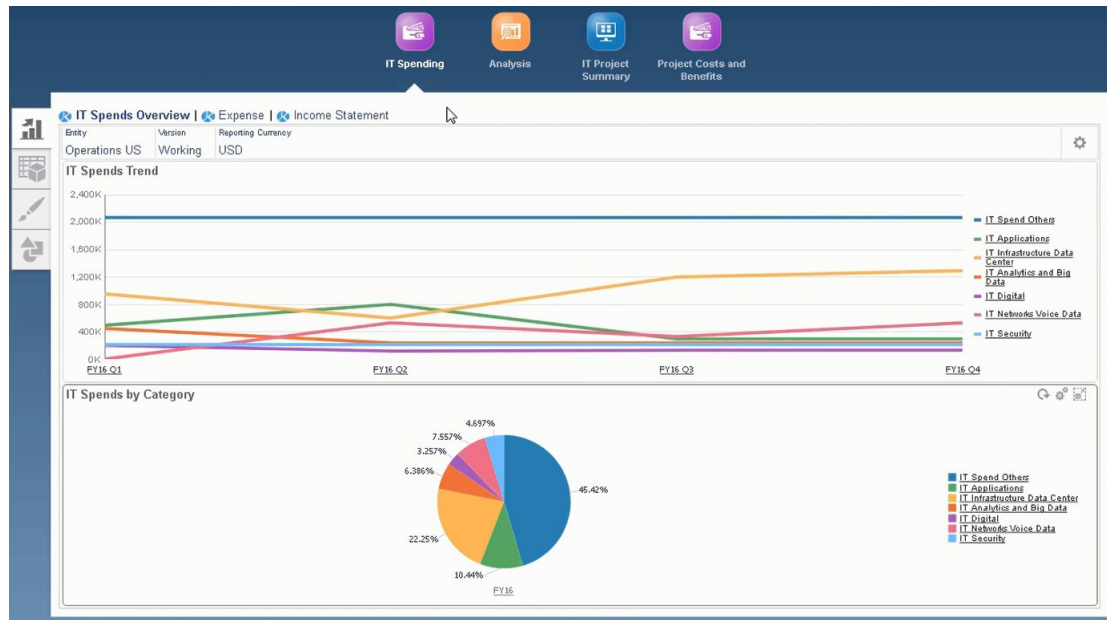 IT Spending
Analysis
IT Project
Summary
Project Costs and
Benefits
IT Spends Overview | Expense | Income Statement
Entity Version Reporting Currency
Operations US Working USD
IT Spends Trend
2,400K
2,000K
1,600K
1,200K
800K
400K
0K
FY16 Q1 FY16 Q2 FY16 Q3 FY16 Q4
IT Spend Others
IT Applications
IT Infrastructure Data
Center
IT Analytics and Big
Data
IT Digital
IT Networks Voice Data
IT Security
IT Spends by Category
4.697%
7.557%
3.257%
6.386%
45.42%
22.25%
10.44%
FY16
IT Spend Others
IT Applications
IT Infrastructure Data Center
IT Analytics and Big Data
IT Digital
IT Networks Voice Data
IT Security